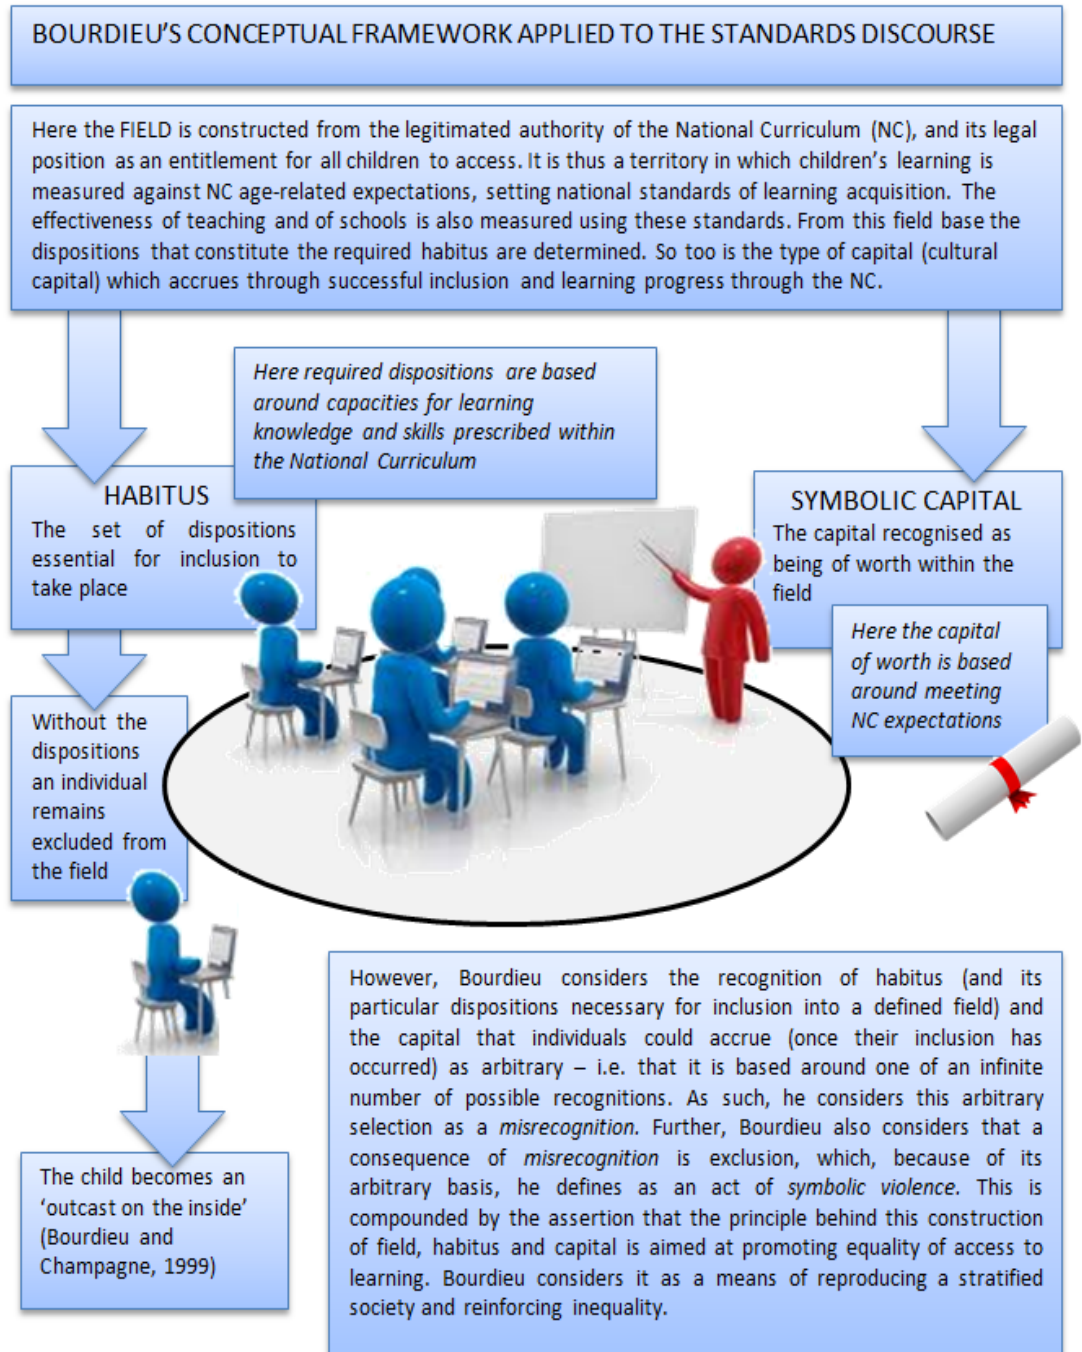 BOURDIEU'S CONCEPTUAL FRAMEWORK APPLIED TO THE STANDARDS DISCOURSE
Here the FIELD is constructed from the legitimated authority of the National Curriculum (NC), and its legal
position as an entitlement for all children to access. It is thus a territory in which children's learning is
measured against NC age-related expectations, setting national standards of learning acquisition. The
effectiveness of teaching and of schools is also measured using these standards. From this field base the
dispositions that constitute the required habitus are determined. So too is the type of capital (cultural
capital) which accrues through successful inclusion and learning progress through the NC.
Here required dispositions are based
around capacities for learning
knowledge and skills prescribed within
the National Curriculum
HABITUS
The set of dispositions
essential for inclusion to
take place
SYMBOLIC CAPITAL
The capital recognised as
being of worth within the
field
Here the capital
of worth is based
around meeting
NC expectations
Without the
dispositions
an individual
remains
excluded from
the field
The child becomes an
'outcast on the inside'
(Bourdieu and
Champagne, 1999)
However, Bourdieu considers the recognition of habitus (and its
particular dispositions necessary for inclusion into a defined field) and
the capital that individuals could accrue (once their inclusion has
occurred) as arbitrary – i.e. that it is based around one of an infinite
number of possible recognitions. As such, he considers this arbitrary
selection as a misrecognition. Further, Bourdieu also considers that a
consequence of misrecognition is exclusion, which, because of its
arbitrary basis, he defines as an act of symbolic violence. This is
compounded by the assertion that the principle behind this construction
of field, habitus and capital is aimed at promoting equality of access to
learning. Bourdieu considers it as a means of reproducing a stratified
society and reinforcing inequality.